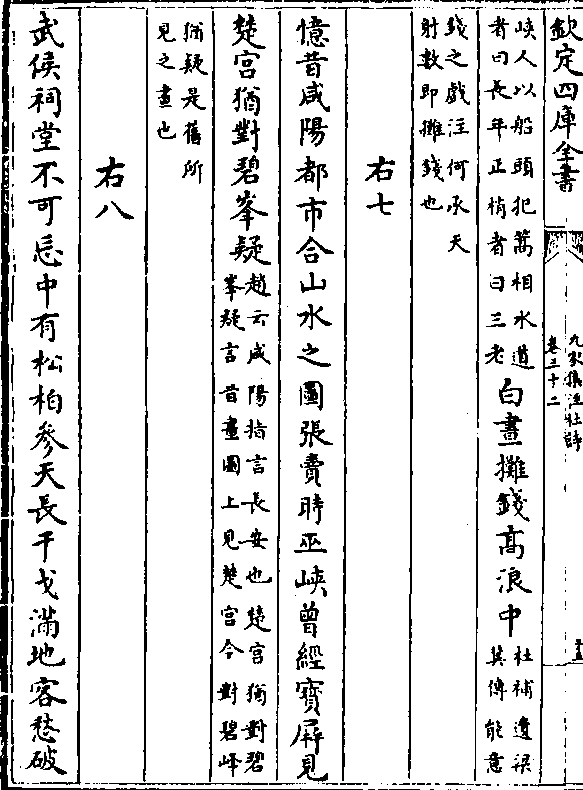 欽定四庫全書
九家集注杜詩
卷三十二
峽人以船頭把篙相水道
者曰長年正梢者曰三老
白晝攤錢高浪中
杜補遺梁
冀傳能意
錢之戲注何承天
射數即攤錢也
右七
憶昔咸陽都市合山水之圖張賣時巫峽曾經寶屏見
楚宮猶對碧峯疑
趙云咸陽指言長安也楚宮猶對碧
峯疑言昔畫圖上見楚宮今對碧峰
猶疑是舊所
見之畫也
右八
武侯祠堂不可忘中有松柏參天長干戈滿地客愁破